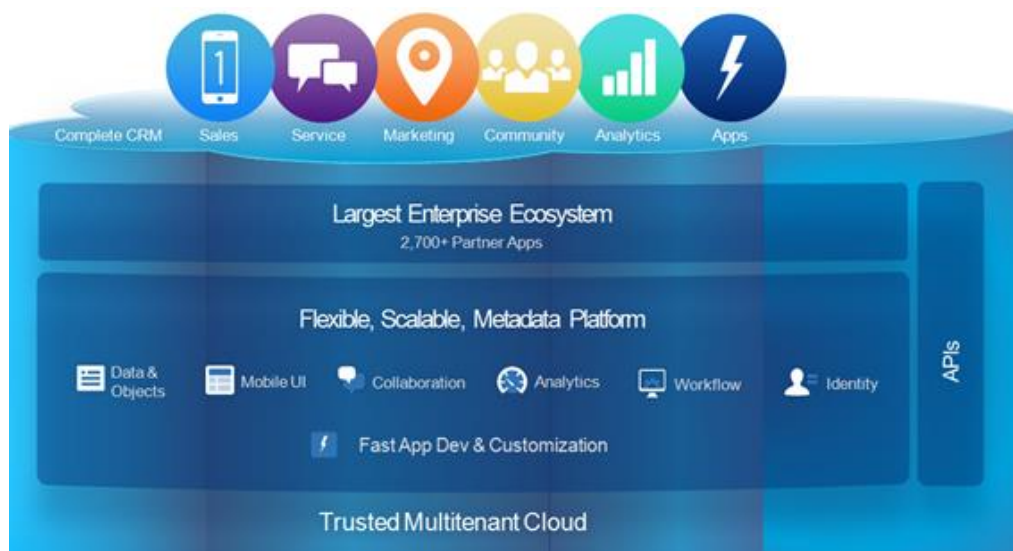 1
Complete CRM Sales Service Marketing Community Analytics Apps
Largest Enterprise Ecosystem
2,700+ Partner Apps
Flexible, Scalable, Metadata Platform
Data &
Objects
Mobile UI
Collaboration
Analytics
Workflow
Identity
Fast App Dev & Customization
APIs
Trusted Multitenant Cloud